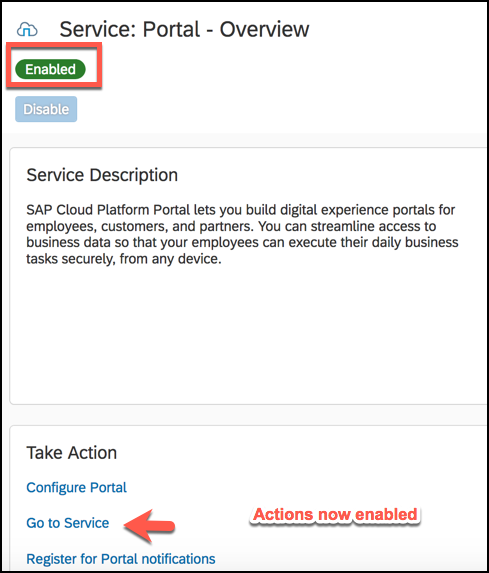 Service: Portal - Overview
Enabled
Disable
Service Description
SAP Cloud Platform Portal lets you build digital experience portals for
employees, customers, and partners. You can streamline access to
business data so that your employees can execute their daily business
tasks securely, from any device.
Take Action
Configure Portal
Go to Service
Actions now enabled
Register for Portal notifications